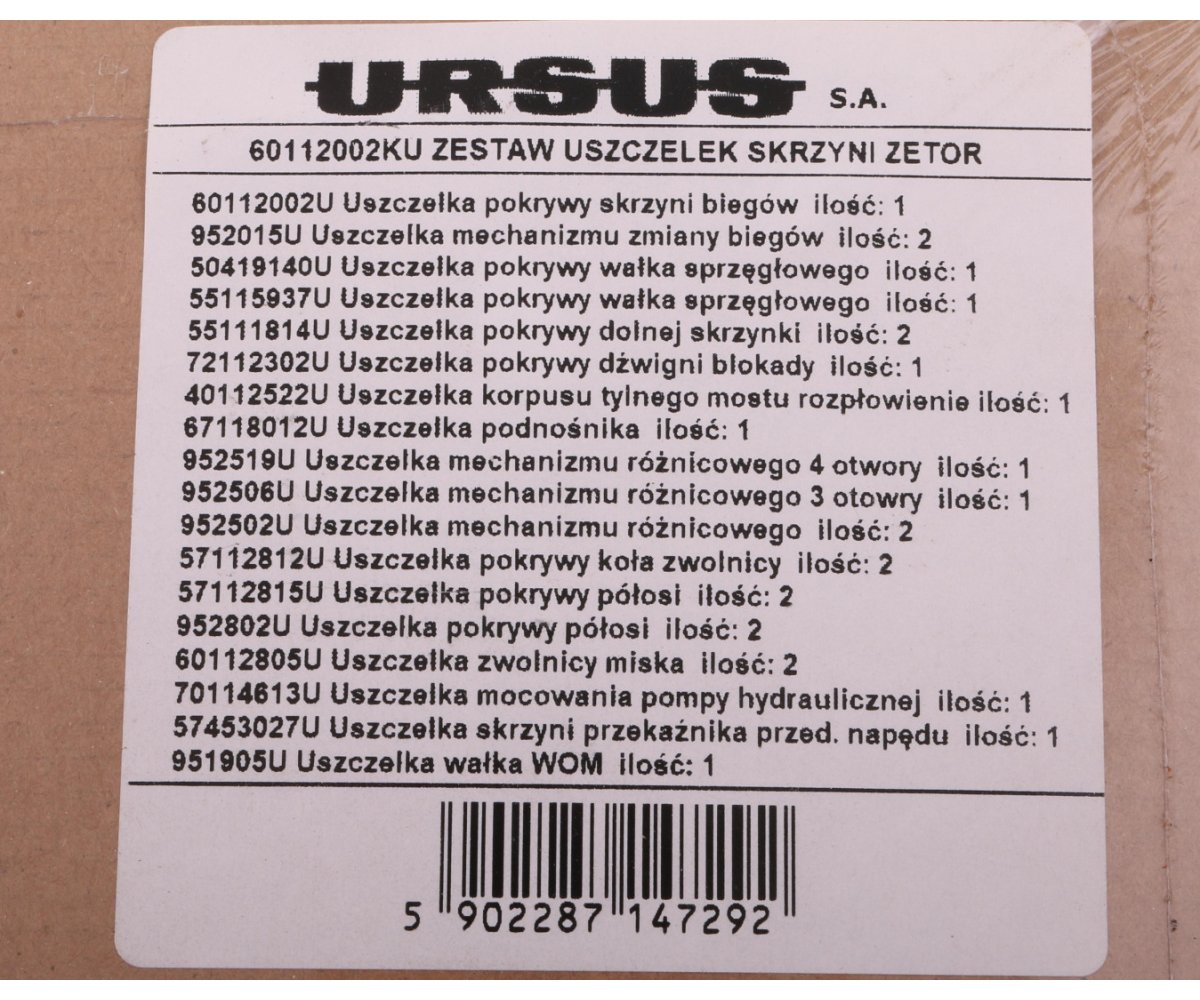 URSUS S.A.
60112002KU ZESTAW USZCZELEK SKRZYNI ZETOR
60112002U Uszczelka pokrywy skrzyni biegów ilość: 1
952015U Uszczelka mechanizmu zmiany biegów ilość: 2
50419140U Uszczelka pokrywy wałka sprzęgłowego ilość: 1
55115937U Uszczelka pokrywy wałka sprzęgłowego ilość: 1
55111814U Uszczelka pokrywy dolnej skrzynki ilość: 2
72112302U Uszczelka pokrywy dźwigni blokady ilość: 1
40112522U Uszczelka korpusu tylnego mostu rozpłowienie ilość: 1
67118012U Uszczelka podnośnika ilość: 1
952519U Uszczelka mechanizmu różnicowego 4 otwory ilość: 1
952506U Uszczelka mechanizmu różnicowego 3 otowry ilość: 1
952502U Uszczelka mechanizmu różnicowego ilość: 2
57112812U Uszczelka pokrywy koła zwolnicy ilość: 2
57112815U Uszczelka pokrywy półosi ilość: 2
952802U Uszczelka pokrywy półosi ilość: 2
60112805U Uszczelka zwolnicy miska ilość: 2
70114613U Uszczelka mocowania pompy hydraulicznej ilość: 1
57453027U Uszczelka skrzyni przekaźnika przed. napędu ilość: 1
951905U Uszczelka wałka WOM ilość: 1
5 902287 147292